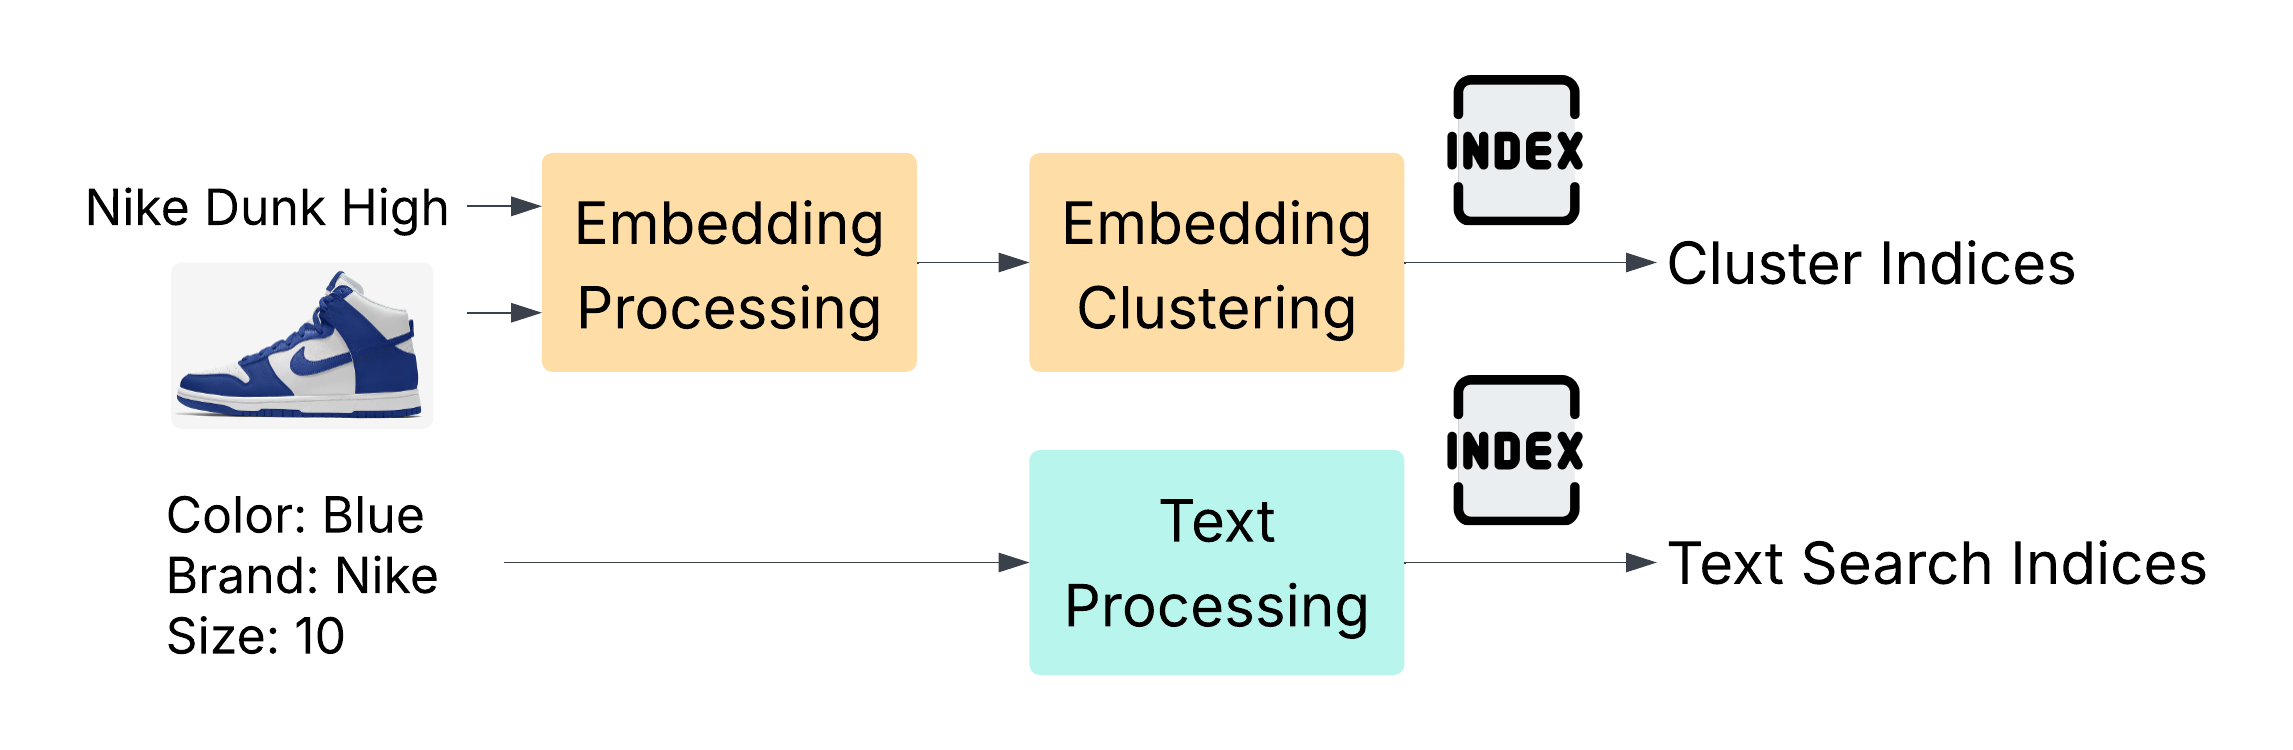 Nike Dunk High
Embedding
Processing
Embedding
Clustering
INDEX
Cluster Indices
Color: Blue
Brand: Nike
Size: 10
Text
Processing
INDEX
Text Search Indices